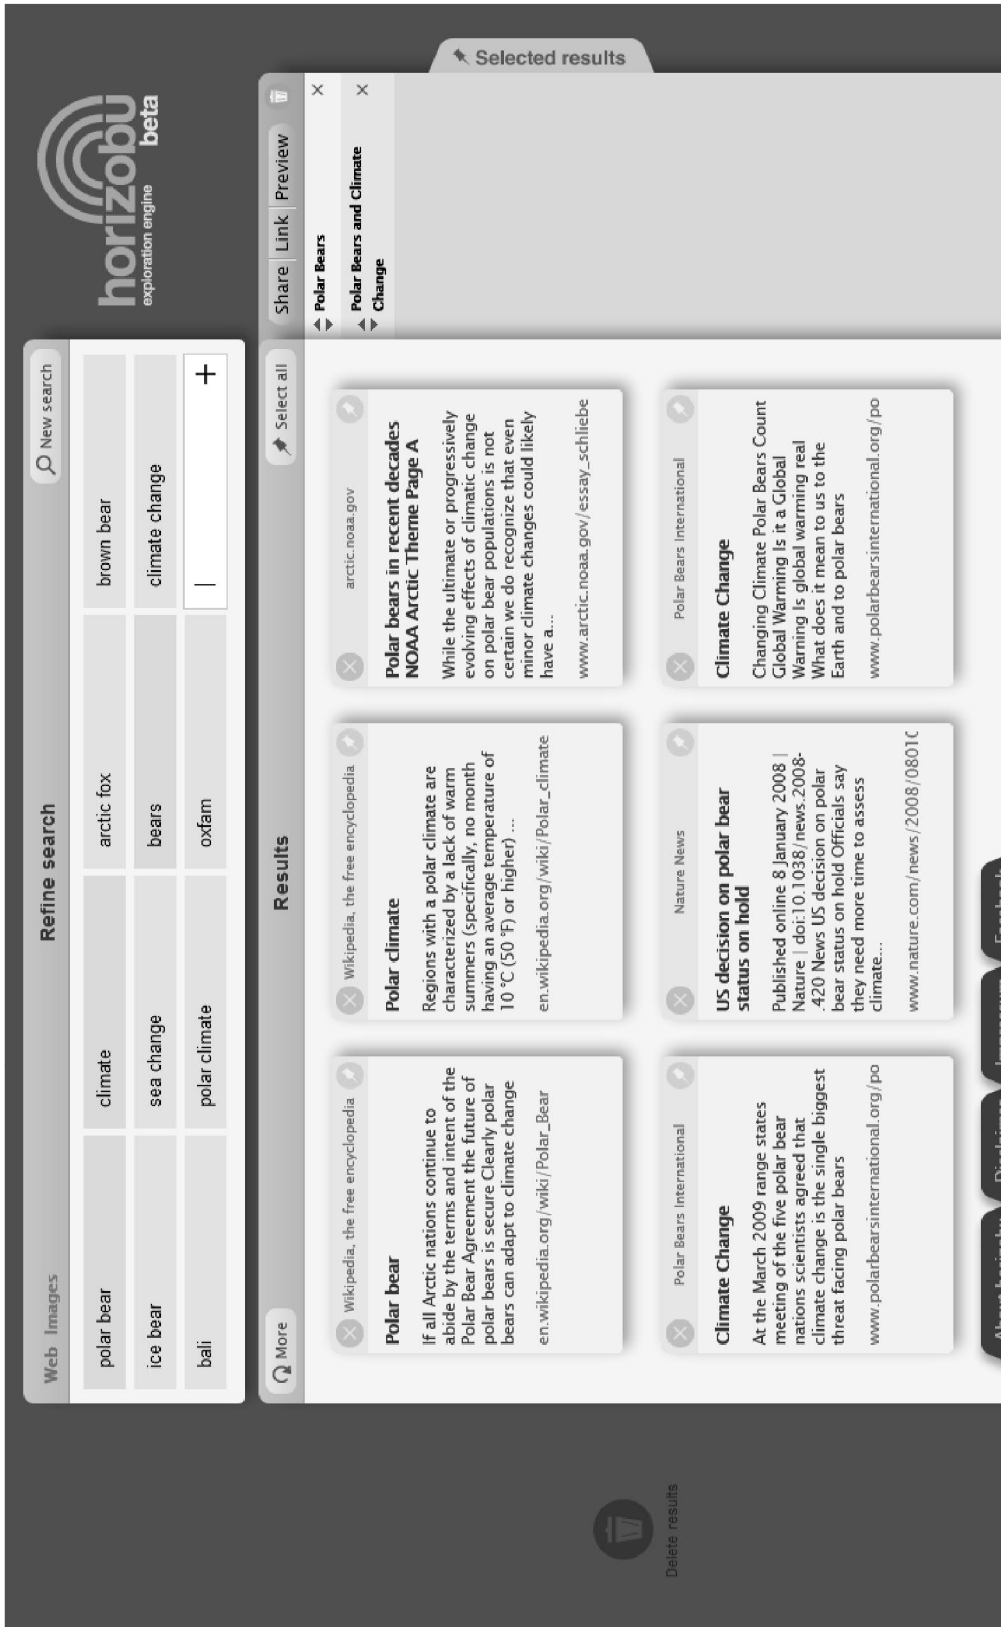 Web Images
Refine search
New search
polar bear
climate
arctic fox
brown bear
ice bear
sea change
bears
climate change
bali
polar climate
oxfam
horizobu
exploration engine beta
More
Results
Select all
Share | Link | Preview
Selected results
Polar Bears
Polar Bears and Climate
Change
Wikipedia, the free encyclopedia
Polar bear
If all Arctic nations continue to
abide by the terms and intent of the
Polar Bear Agreement the future of
polar bears is secure Clearly polar
bears can adapt to climate change
en.wikipedia.org/wiki/Polar_Bear
Wikipedia, the free encyclopedia
Polar climate
Regions with a polar climate are
characterized by a lack of warm
summers (specifically, no month
having an average temperature of
10 °C (50 °F) or higher) ...
en.wikipedia.org/wiki/Polar_climate
arctic.noaa.gov
Polar bears in recent decades
NOAA Arctic Theme Page A
While the ultimate or progressively
evolving effects of climatic change
on polar bear populations is not
certain we do recognize that even
minor climate changes could likely
have a...
www.arctic.noaa.gov/essay_schliebe
Polar Bears International
Climate Change
At the March 2009 range states
meeting of the five polar bear
nations scientists agreed that
climate change is the single biggest
threat facing polar bears
www.polarbearsinternational.org/po
Nature News
US decision on polar bear
status on hold
Published online 8 January 2008 |
Nature | doi:10.1038/news.2008-
.420 News US decision on polar
bear status on hold Officials say
they need more time to assess
climate...
www.nature.com/news/2008/08010
Polar Bears International
Climate Change
Changing Climate Polar Bears Count
Global Warming Is it a Global
Warning Is global warming real
What does it mean to us to the
Earth and to polar bears
www.polarbearsinternational.org/po
Delete results